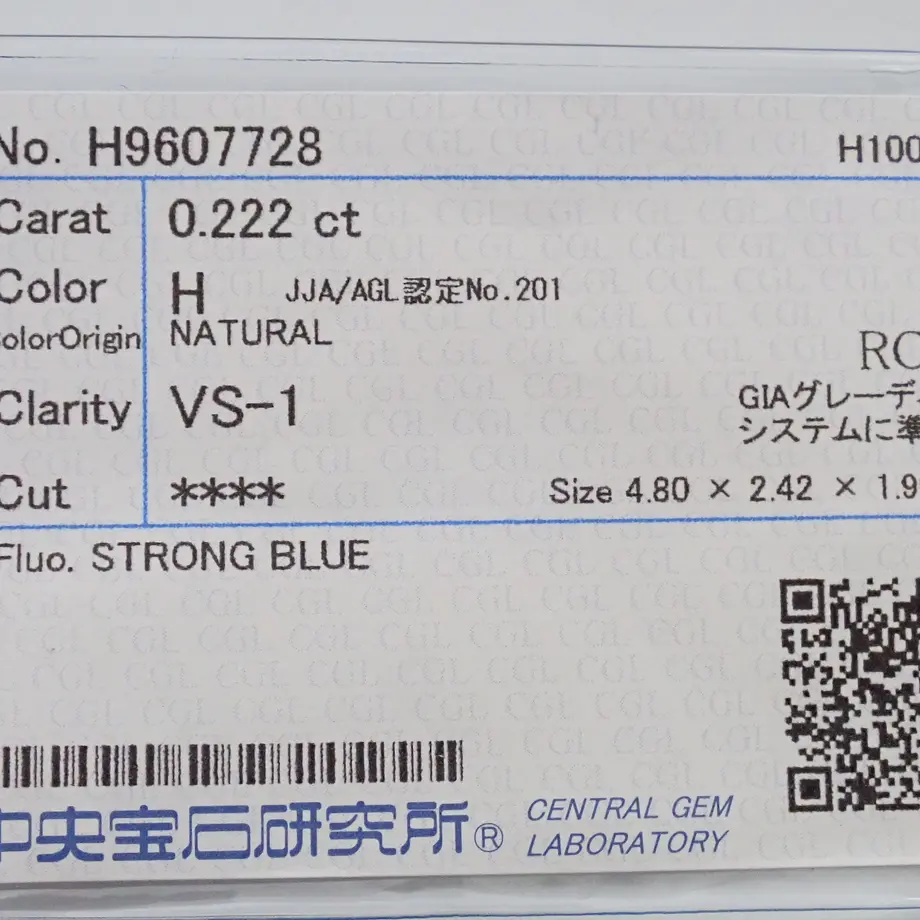 No. H9607728 H100
Carat 0.222 ct
Color H JJA/AGL認定No.201
ColorOrigin NATURAL
RC
Clarity VS-1 GIAグレーディ
システムに準
Cut **** Size 4.80 × 2.42 × 1.9
Fluo. STRONG BLUE
中央宝石研究所® CENTRAL GEM
LABORATORY